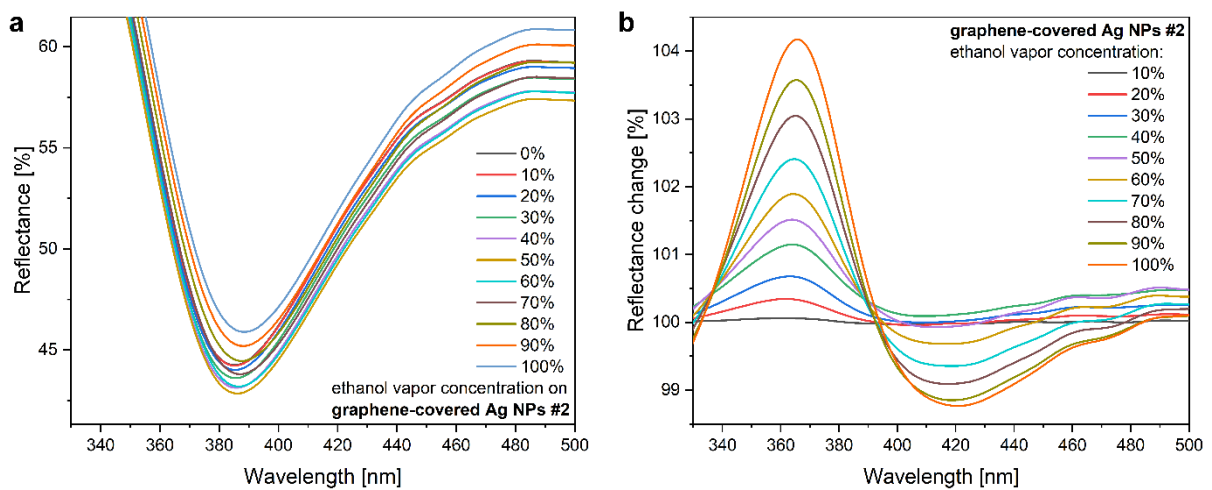 a
Reflectance [%]
60
55
50
45
0%
10%
20%
30%
40%
50%
60%
70%
80%
90%
100%
ethanol vapor concentration on
graphene-covered Ag NPs #2
340 360 380 400 420 440 460 480 500
Wavelength [nm]
b
Reflectance change [%]
104
103
102
101
100
99
graphene-covered Ag NPs #2
ethanol vapor concentration:
10%
20%
30%
40%
50%
60%
70%
80%
90%
100%
340 360 380 400 420 440 460 480 500
Wavelength [nm]